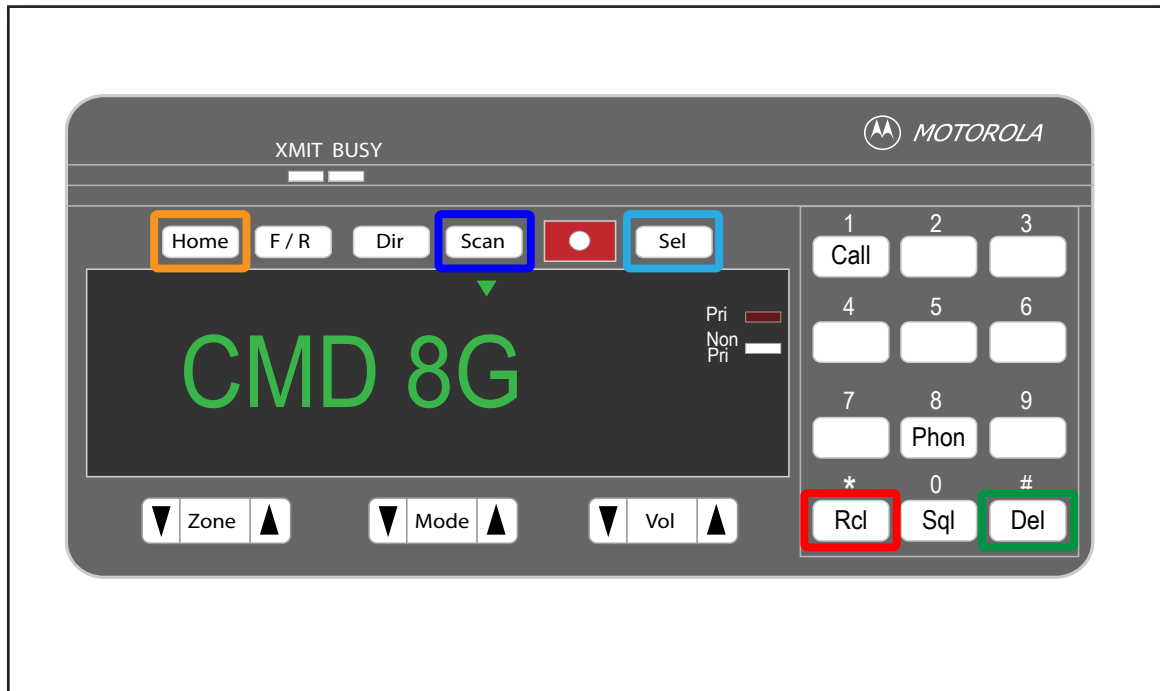 MOTOROLA
XMIT BUSY
Home F / R Dir Scan Sel
1 2 3
Call
Pri
Non
Pri
CMD 8G
4 5 6
7 8 9
Phon
* 0 #
Zone Mode Vol
Rcl Sql Del